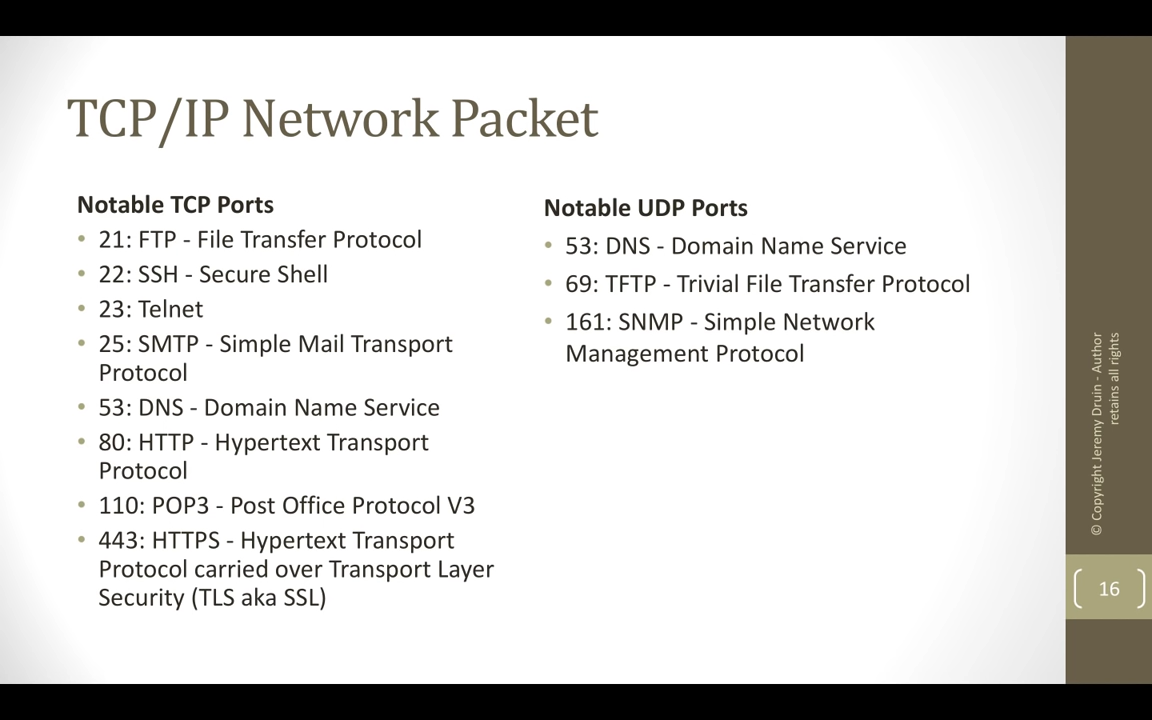 TCP/IP Network Packet
Notable TCP Ports
• 21: FTP - File Transfer Protocol
• 22: SSH - Secure Shell
• 23: Telnet
• 25: SMTP - Simple Mail Transport
Protocol
• 53: DNS - Domain Name Service
• 80: HTTP - Hypertext Transport
Protocol
• 110: POP3 - Post Office Protocol V3
• 443: HTTPS - Hypertext Transport
Protocol carried over Transport Layer
Security (TLS aka SSL)
Notable UDP Ports
• 53: DNS - Domain Name Service
• 69: TFTP - Trivial File Transfer Protocol
• 161: SNMP - Simple Network
Management Protocol
© Copyright Jeremy Druin - Author
retains all rights
16